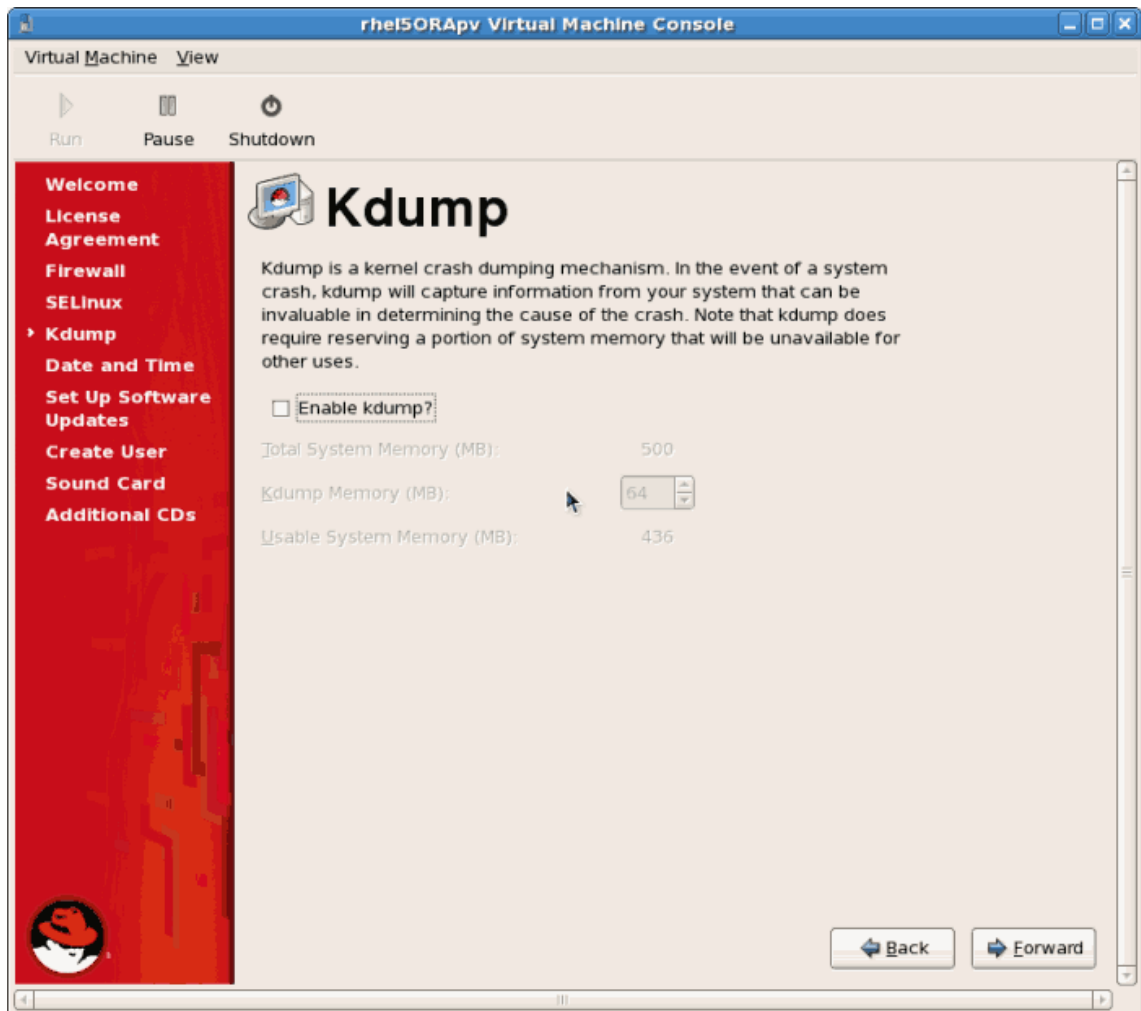 rhel5ORApv Virtual Machine Console
Virtual Machine View
Run Pause Shutdown
Welcome
License
Agreement
Firewall
SELinux
Kdump
Date and Time
Set Up Software
Updates
Create User
Sound Card
Additional CDs
Kdump
Kdump is a kernel crash dumping mechanism. In the event of a system
crash, kdump will capture information from your system that can be
invaluable in determining the cause of the crash. Note that kdump does
require reserving a portion of system memory that will be unavailable for
other uses.
Enable kdump?
Total System Memory (MB): 500
Kdump Memory (MB): 64
Usable System Memory (MB): 436
Back Forward